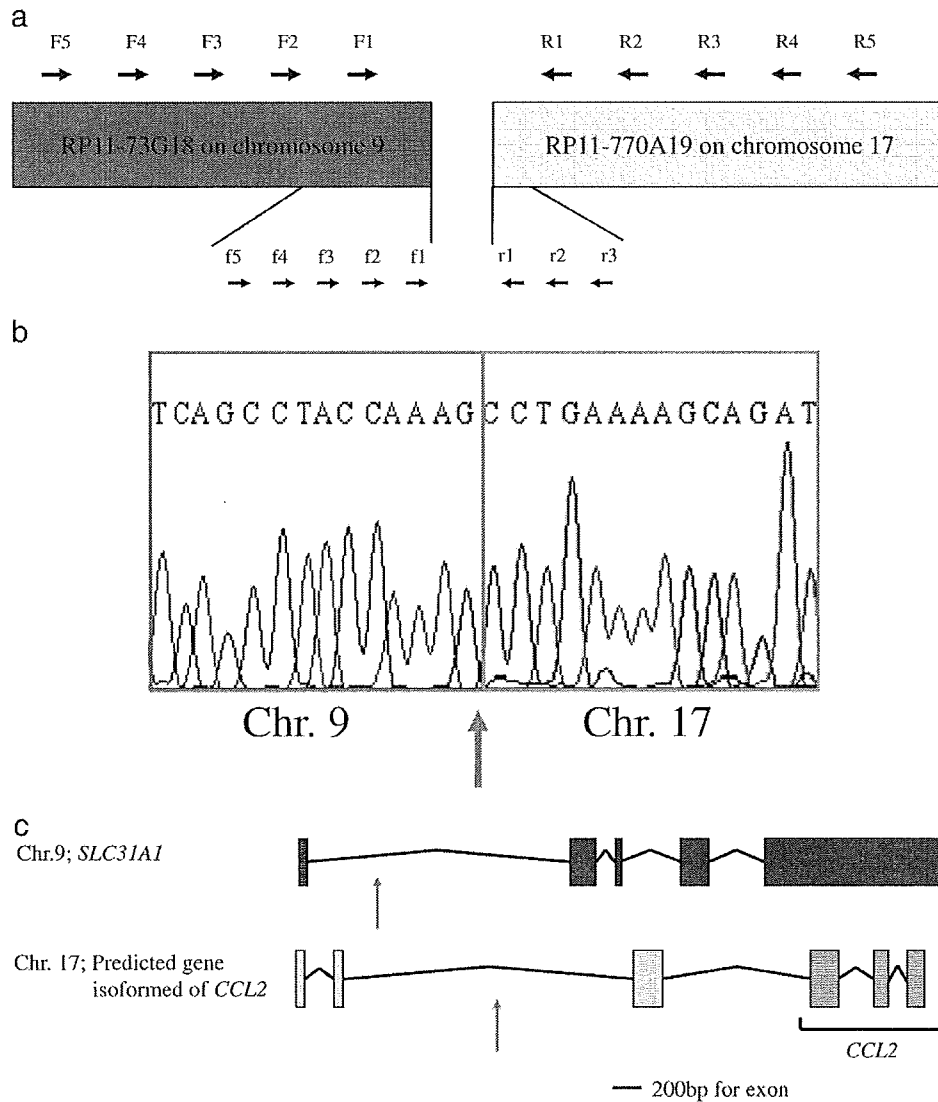 a
F5 F4 F3 F2 F1 R1 R2 R3 R4 R5
RP11-73G18 on chromosome 9 RP11-770A19 on chromosome 17
f5 f4 f3 f2 f1 r1 r2 r3
b
TCAGCCTACCAAAGCCTGAAAAGCAGAT
Chr. 9 Chr. 17
c
Chr.9; SLC31A1
Chr. 17; Predicted gene
isoformed of CCL2
CCL2
200bp for exon